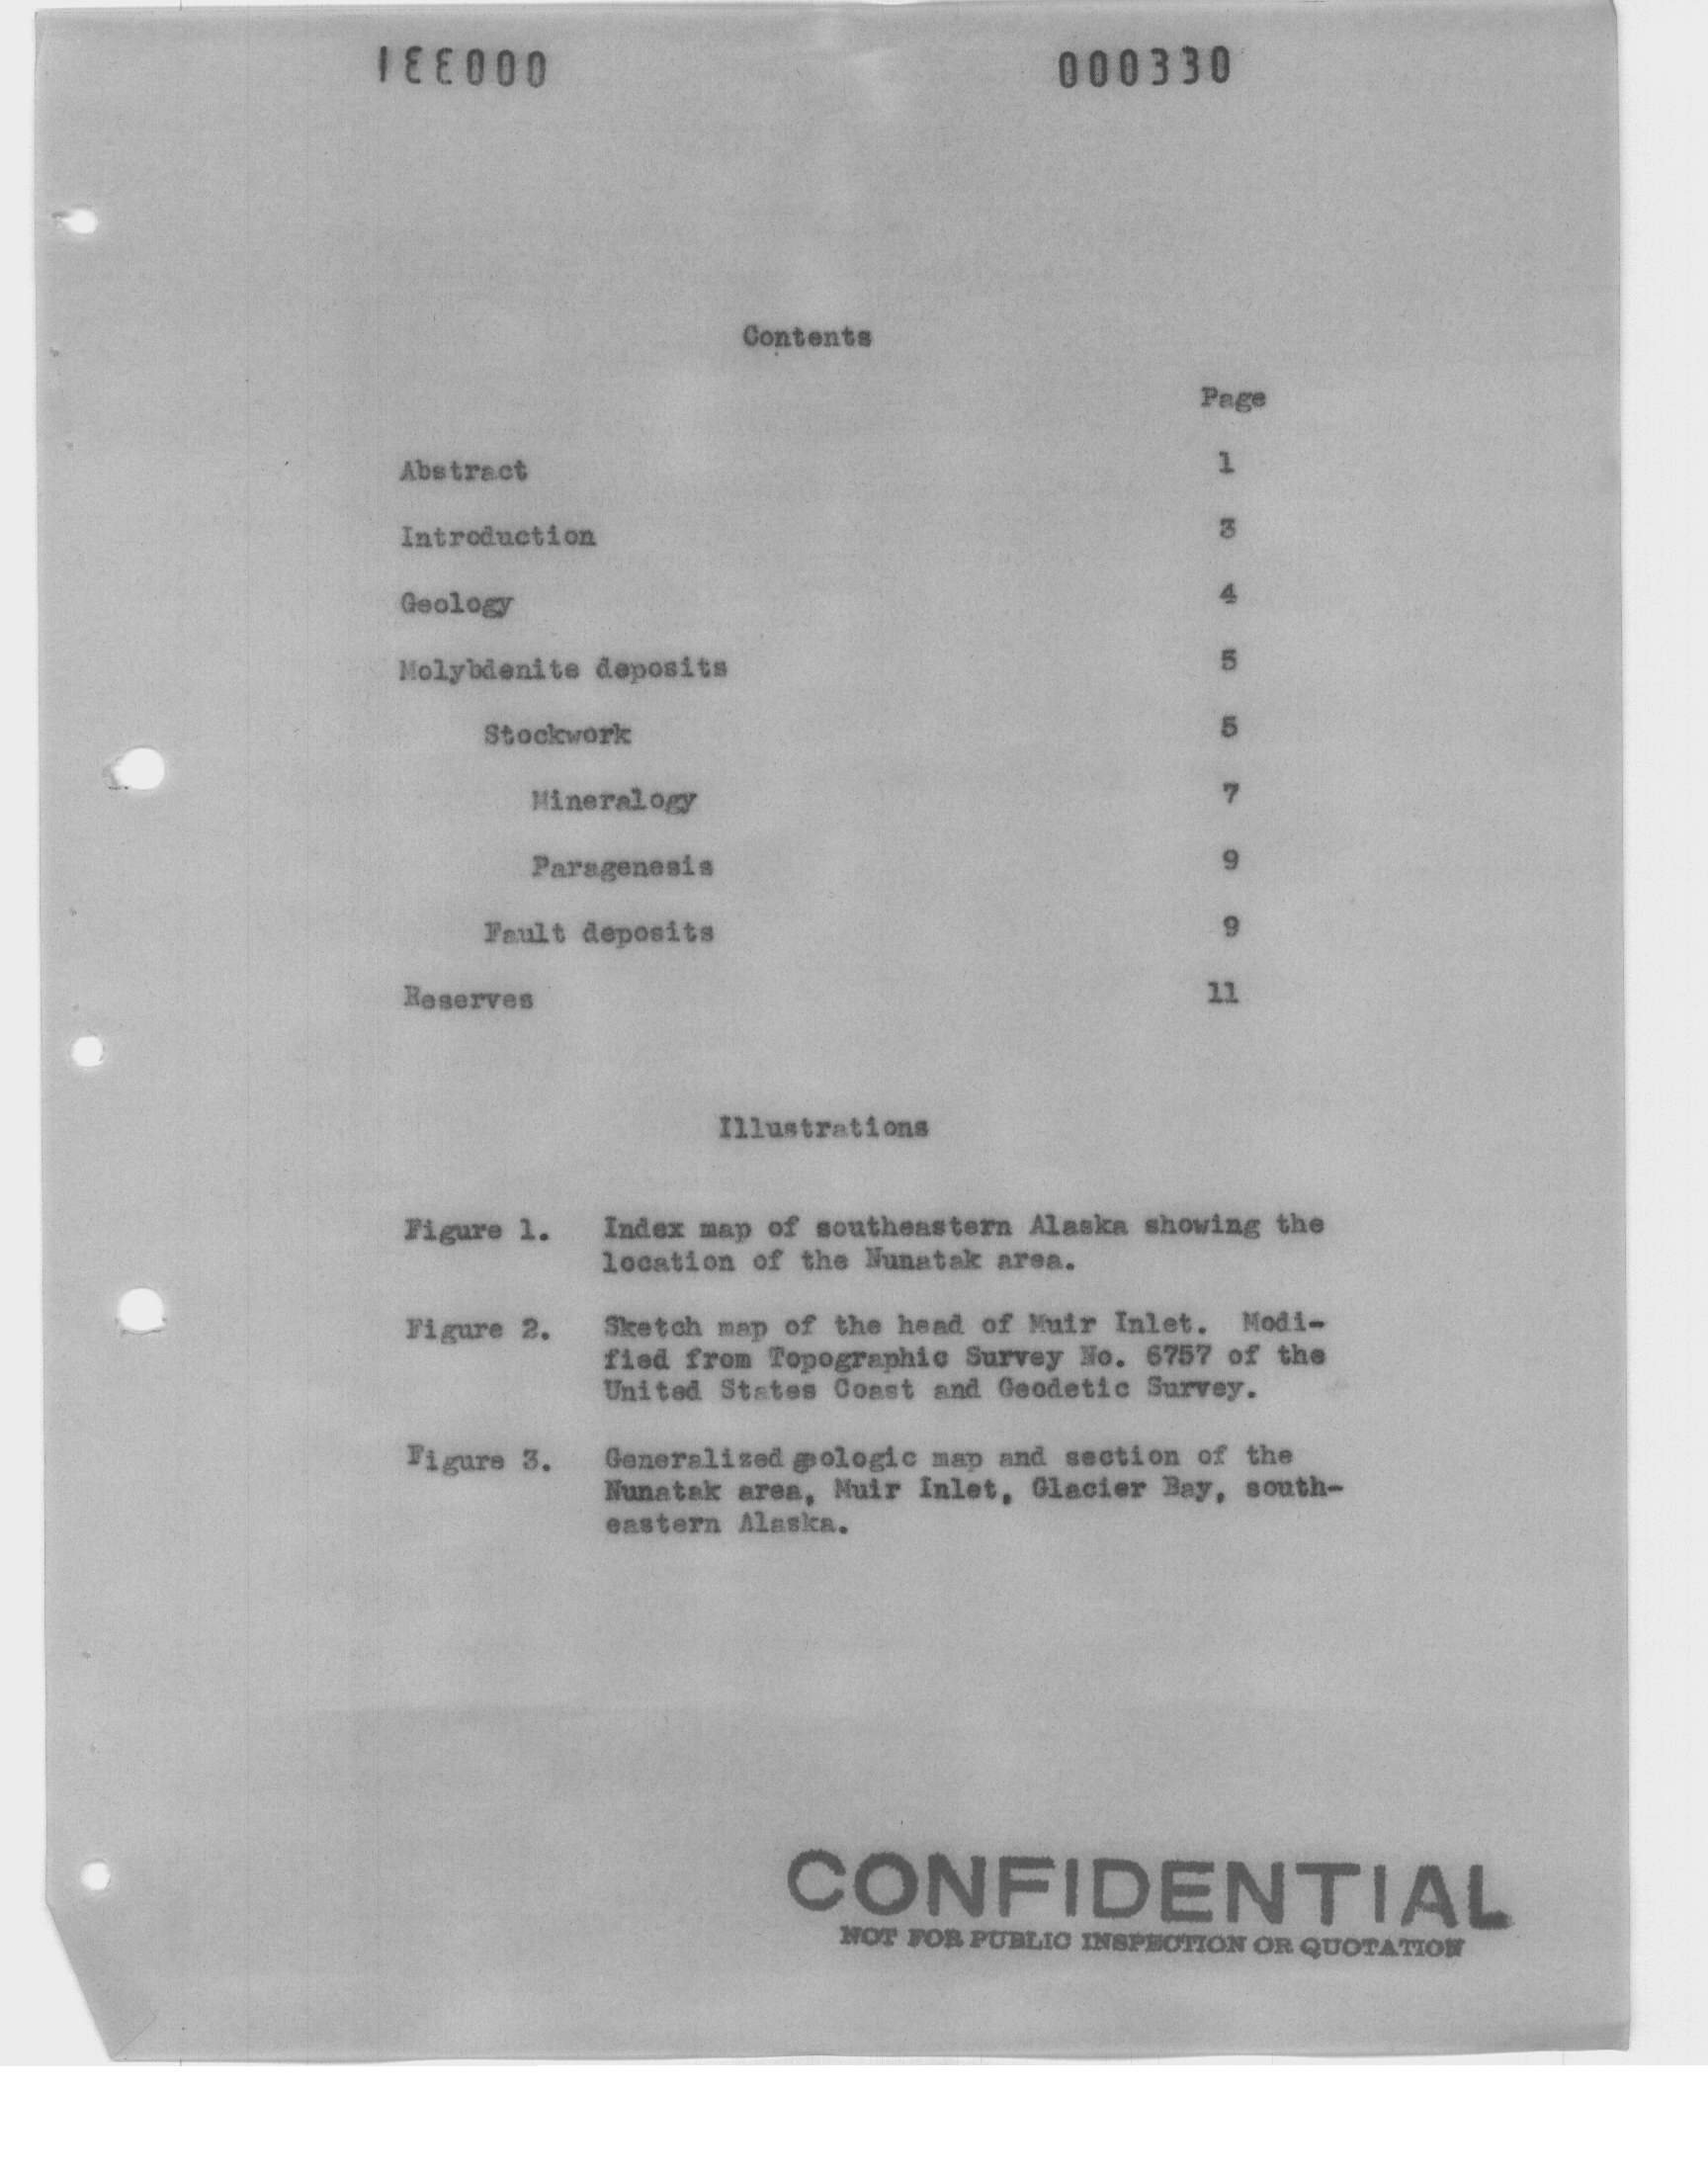 000331 000330
Contents
Page
Abstract 1
Introduction 3
Geology 4
Molybdenite deposits 5
Stockwork 5
Mineralogy 7
Paragenesis 9
Fault deposits 9
Reserves 11
Illustrations
Figure 1. Index map of southeastern Alaska showing the
location of the Nunatak area.
Figure 2. Sketch map of the head of Muir Inlet. Modi-
fied from Topographic Survey No. 6757 of the
United States Coast and Geodetic Survey.
Figure 3. Generalized geologic map and section of the
Nunatak area, Muir Inlet, Glacier Bay, south-
eastern Alaska.
CONFIDENTIAL
NOT FOR PUBLIC INSPECTION OR QUOTATION